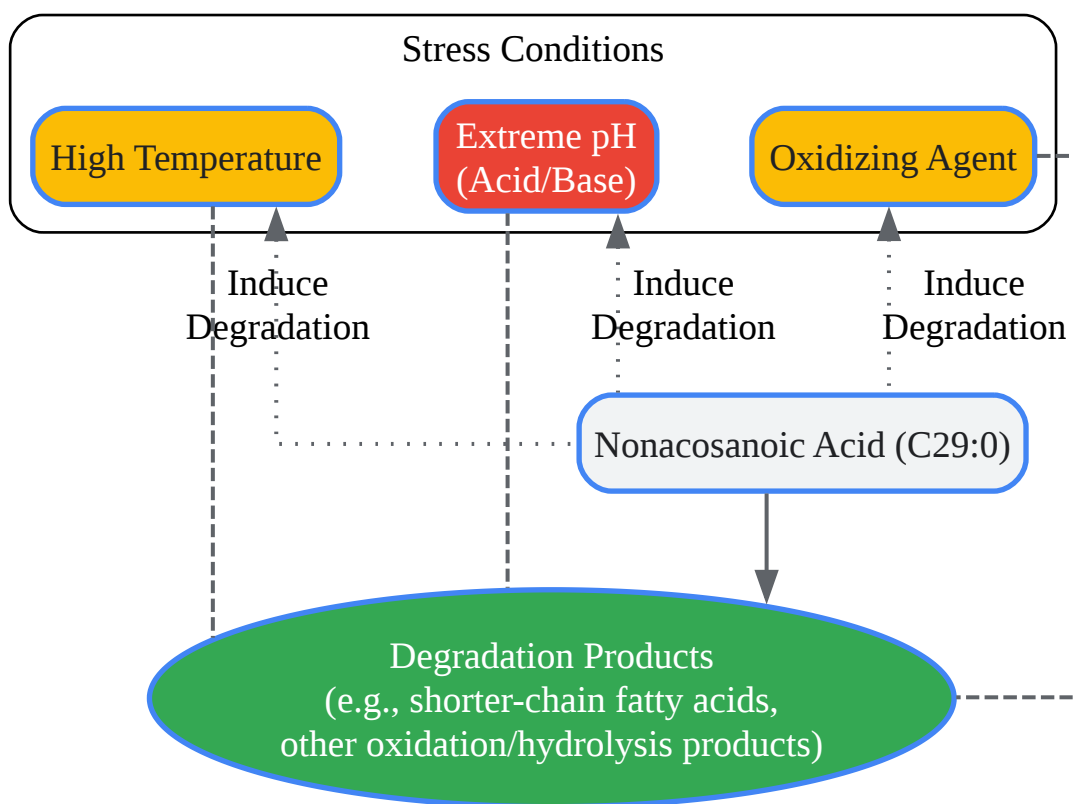 Stress Conditions
High Temperature
Extreme pH
(Acid/Base)
Oxidizing Agent
Induce
Degradation
Induce
Degradation
Induce
Degradation
Nonacosanoic Acid (C29:0)
Degradation Products
(e.g., shorter-chain fatty acids,
other oxidation/hydrolysis products)